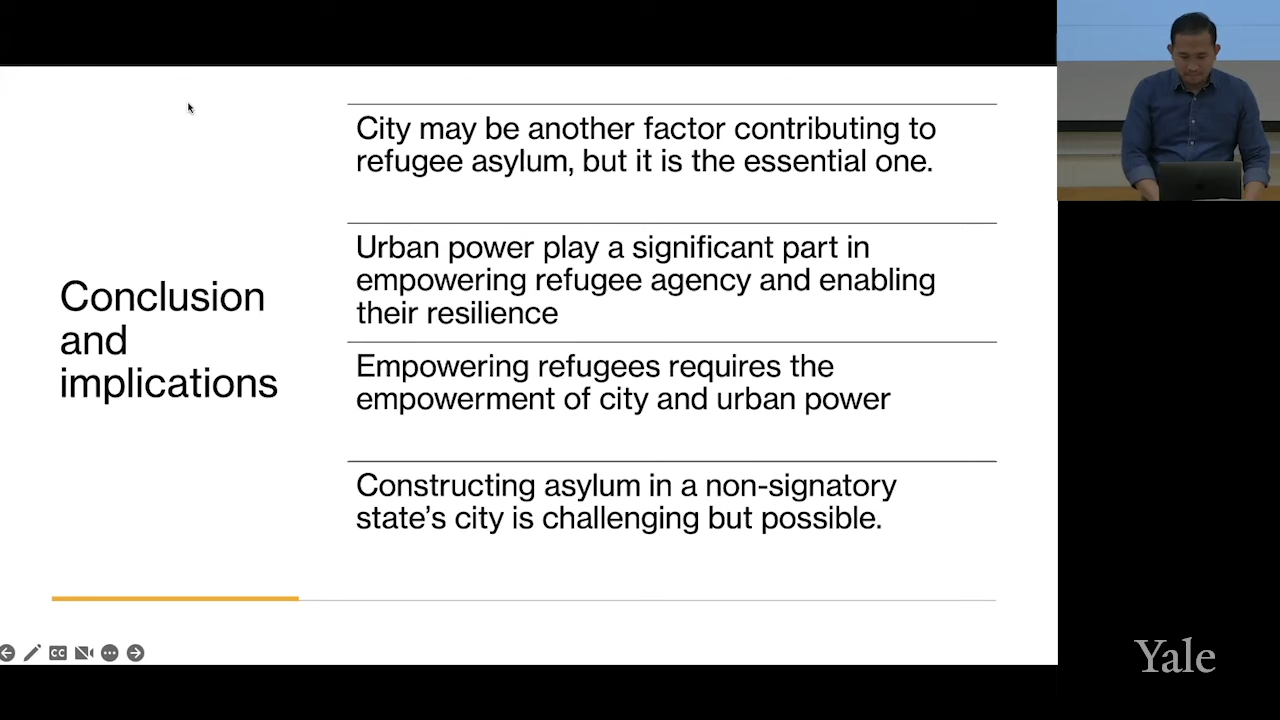 Conclusion
and
implications
City may be another factor contributing to
refugee asylum, but it is the essential one.
Urban power play a significant part in
empowering refugee agency and enabling
their resilience
Empowering refugees requires the
empowerment of city and urban power
Constructing asylum in a non-signatory
state’s city is challenging but possible.
CC
Yale